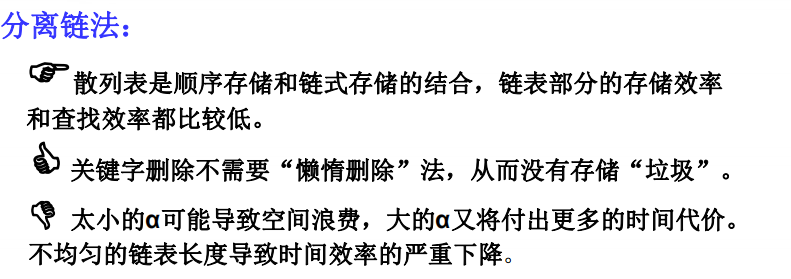 分离链法：
散列表是顺序存储和链式存储的结合，链表部分的存储效率
和查找效率都比较低。
关键字删除不需要“懒惰删除”法，从而没有存储“垃圾”。
太小的α可能导致空间浪费，大的α又将付出更多的时间代价。
不均匀的链表长度导致时间效率的严重下降。